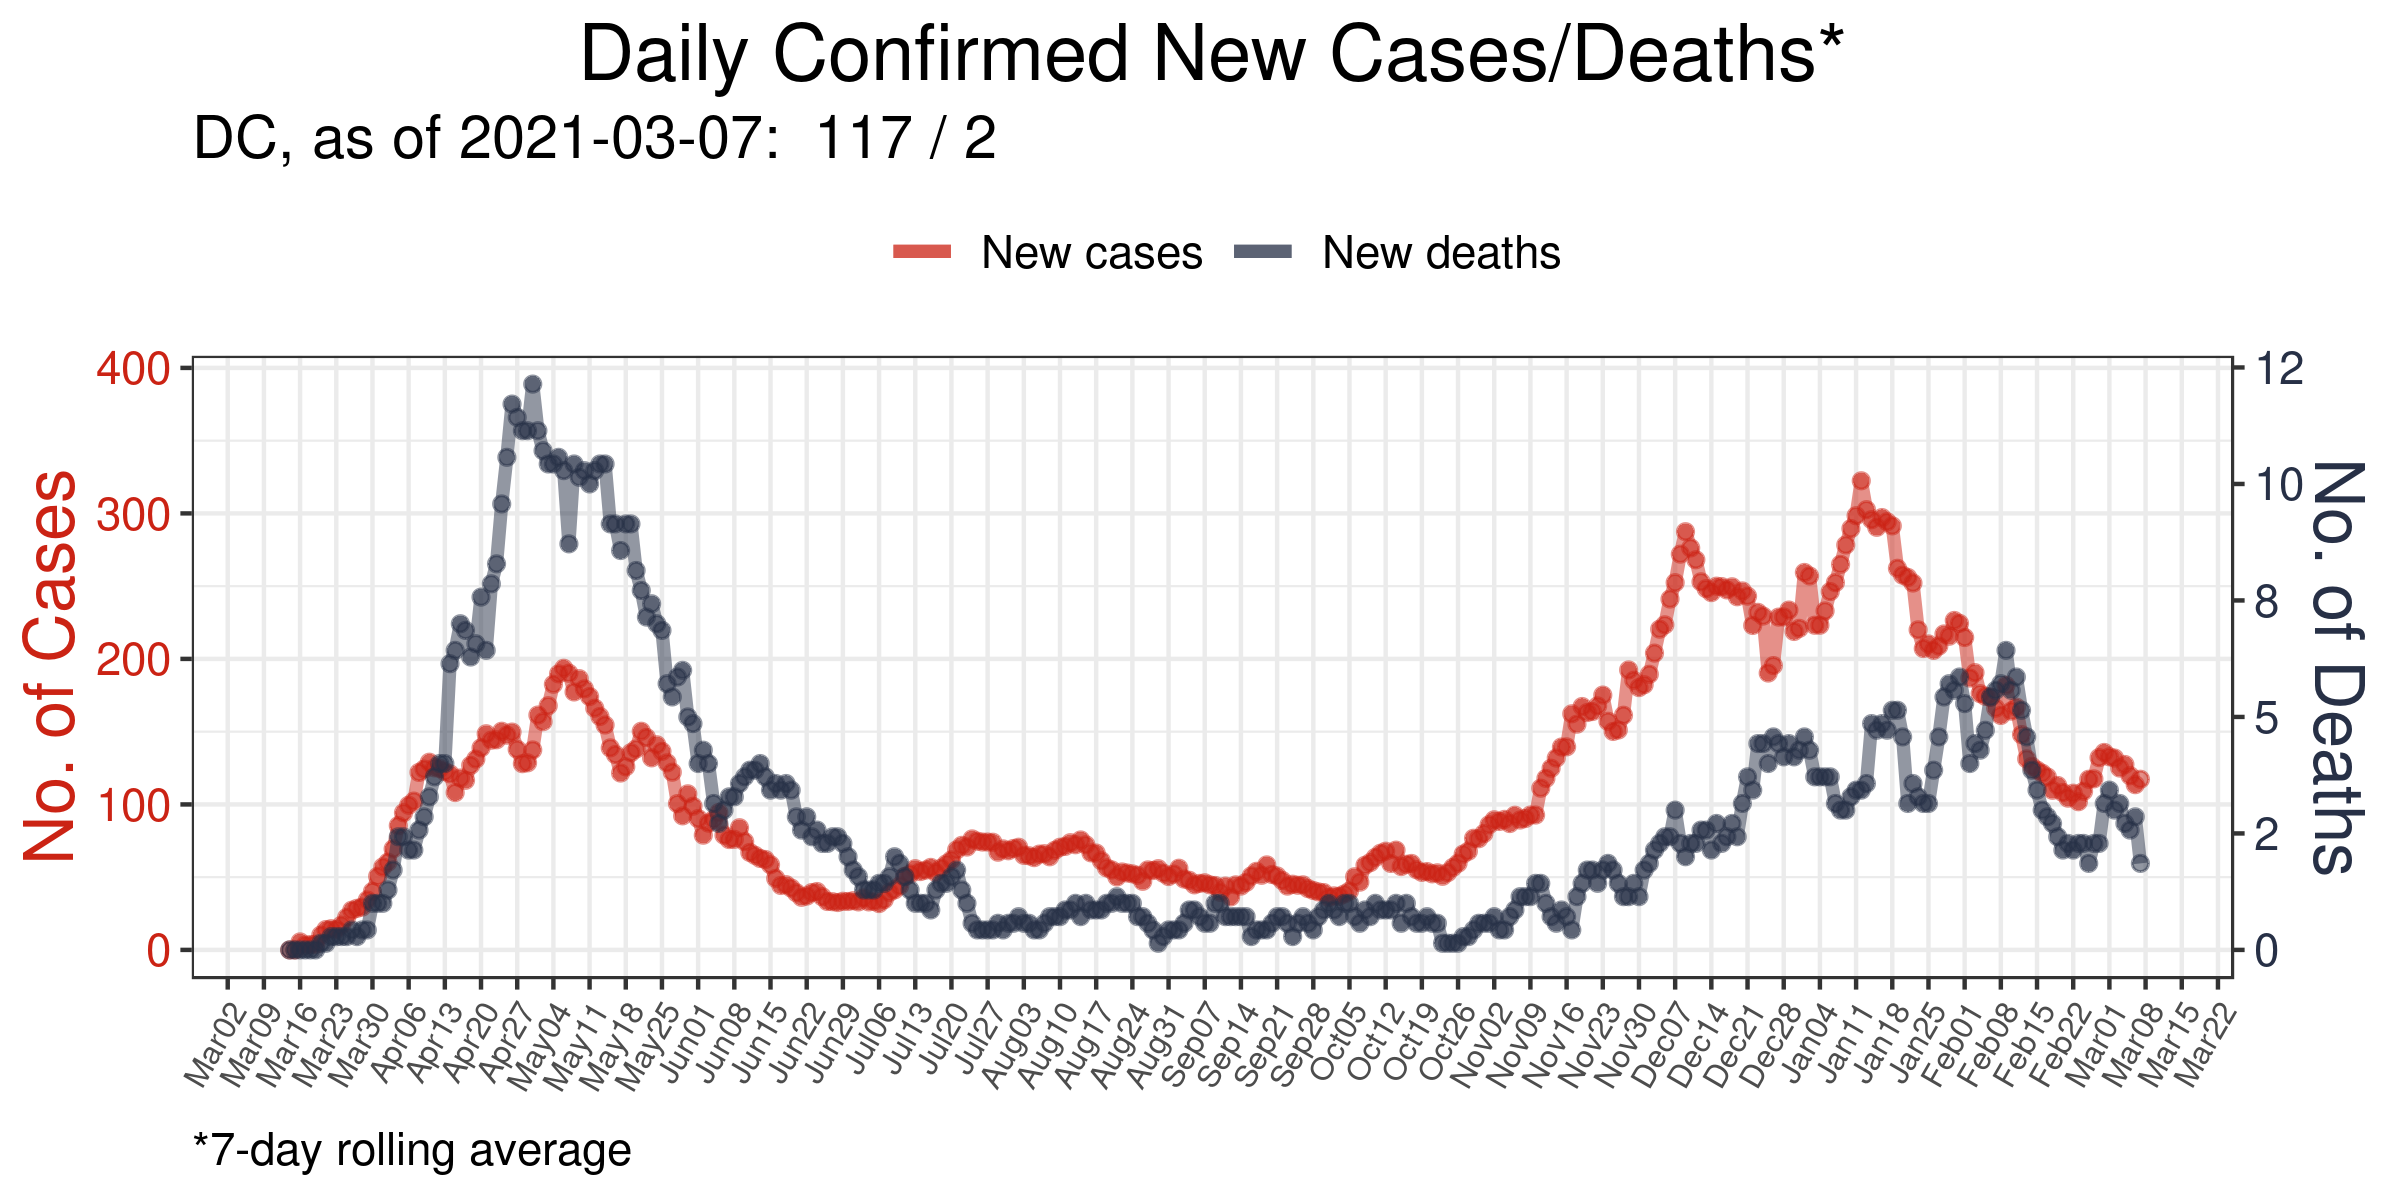 Daily Confirmed New Cases/Deaths*
DC, as of 2021-03-07:  117 / 2
New cases
New deaths
No. of Cases
400
300
200
100
0
12
10
8
5
2
0
No. of Deaths
Mar02
Mar09
Mar16
Mar23
Mar30
Apr06
Apr13
Apr20
Apr27
May04
May11
May18
May25
Jun01
Jun08
Jun15
Jun22
Jun29
Jul06
Jul13
Jul20
Jul27
Aug03
Aug10
Aug17
Aug24
Aug31
Sep07
Sep14
Sep21
Sep28
Oct05
Oct12
Oct19
Oct26
Nov02
Nov09
Nov16
Nov23
Nov30
Dec07
Dec14
Dec21
Dec28
Jan04
Jan11
Jan18
Jan25
Feb01
Feb08
Feb15
Feb22
Mar01
Mar08
Mar15
Mar22
*7-day rolling average